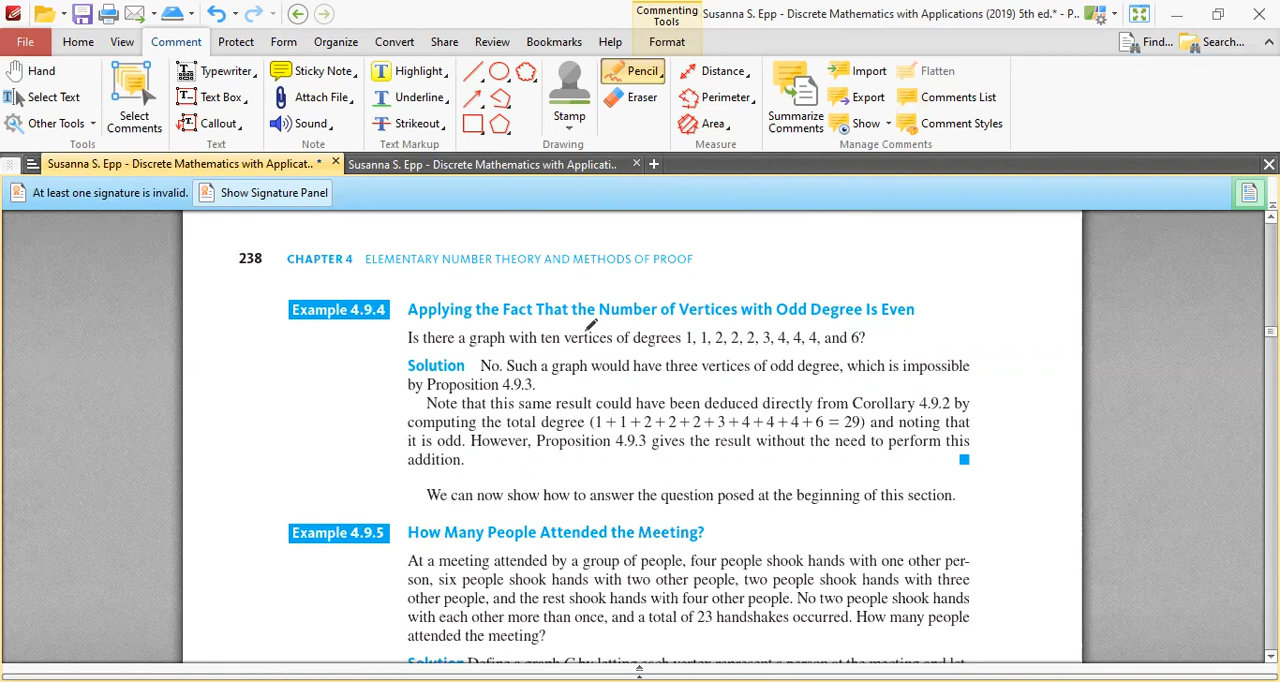 Commenting
Tools
Susanna S. Epp - Discrete Mathematics with Applications (2019) 5th ed.* - P..
File Home View Comment Protect Form Organize Convert Share Review Bookmarks Help Format Find... Search...
Hand
Select Text
Other Tools
Tools
Select
Comments
Typewriter
Text Box
Callout
Text
Sticky Note
Attach File
Sound
Note
Highlight
Underline
Strikeout
Text Markup
Drawing
Stamp
Pencil
Eraser
Distance
Perimeter
Area
Measure
Summarize
Comments
Import
Export
Show
Flatten
Comments List
Comment Styles
Manage Comments
Susanna S. Epp - Discrete Mathematics with Applicat.. *
Susanna S. Epp - Discrete Mathematics with Applicati..
At least one signature is invalid. Show Signature Panel
238 CHAPTER 4 ELEMENTARY NUMBER THEORY AND METHODS OF PROOF
Example 4.9.4 Applying the Fact That the Number of Vertices with Odd Degree Is Even
Is there a graph with ten vertices of degrees 1, 1, 2, 2, 2, 3, 4, 4, 4, and 6?
Solution No. Such a graph would have three vertices of odd degree, which is impossible
by Proposition 4.9.3.
Note that this same result could have been deduced directly from Corollary 4.9.2 by
computing the total degree (1 + 1 + 2 + 2 + 2 + 3 + 4 + 4 + 4 + 6 = 29) and noting that
it is odd. However, Proposition 4.9.3 gives the result without the need to perform this
addition.
We can now show how to answer the question posed at the beginning of this section.
Example 4.9.5 How Many People Attended the Meeting?
At a meeting attended by a group of people, four people shook hands with one other per-
son, six people shook hands with two other people, two people shook hands with three
other people, and the rest shook hands with four other people. No two people shook hands
with each other more than once, and a total of 23 handshakes occurred. How many people
attended the meeting?
Solution Define a graph G by letting each vertex represent a person at the meeting and let-